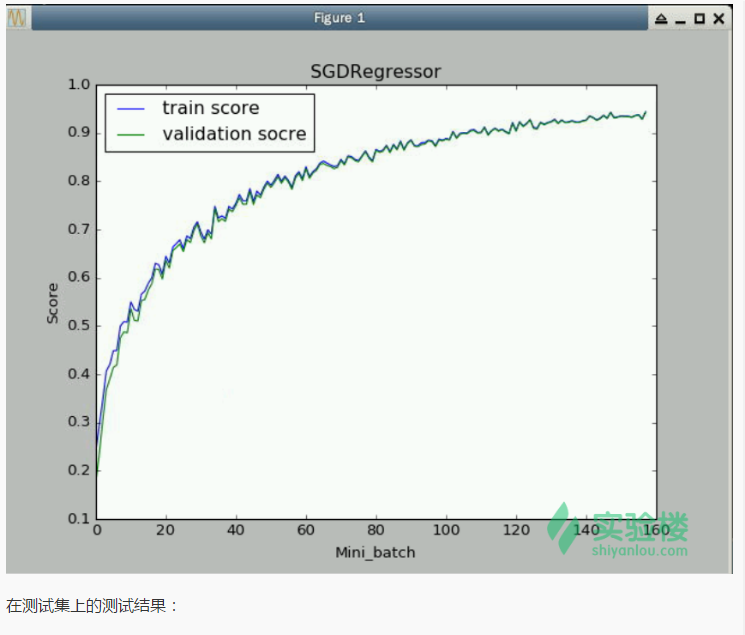 Figure 1
SGDRegressor
train score
validation socre
1.0
0.9
0.8
0.7
0.6
0.5
0.4
0.3
0.2
0.1
Score
0 20 40 60 80 100 120 140 160
Mini_batch
实验楼
shiyanlou.com
在测试集上的测试结果：